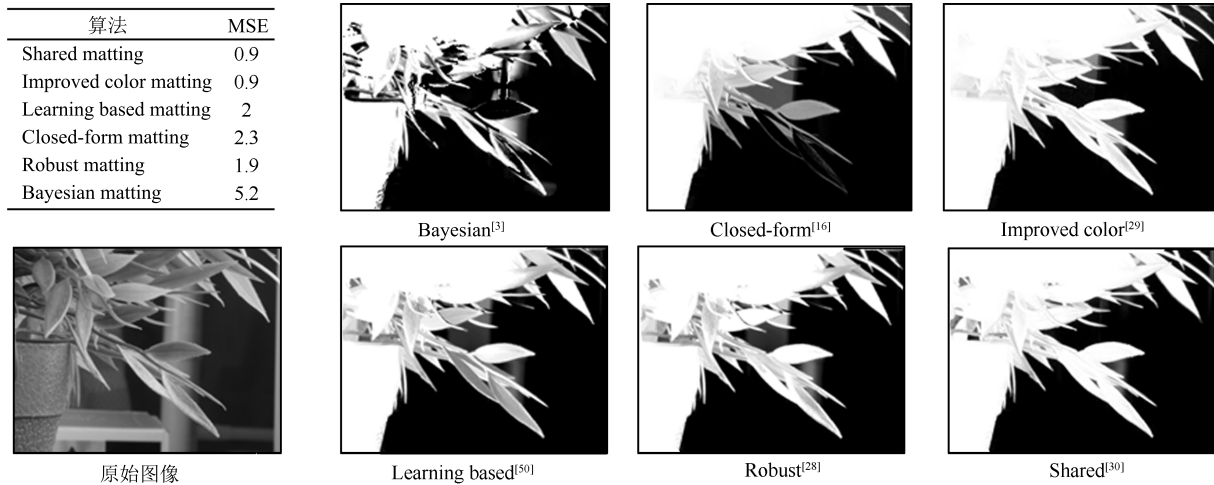 算法 MSE
Shared matting 0.9
Improved color matting 0.9
Learning based matting 2
Closed-form matting 2.3
Robust matting 1.9
Bayesian matting 5.2
Bayesian[3]
Closed-form[16]
Improved color[29]
原始图像
Learning based[50]
Robust[28]
Shared[30]